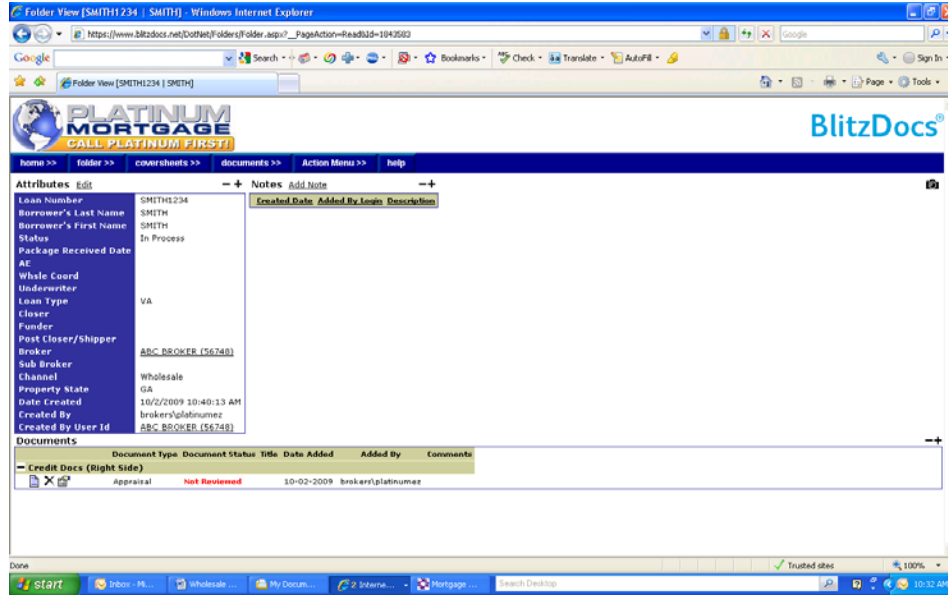 Folder View [SMITH1234 | SMITH] - Windows Internet Explorer
https://www.blitzdocs.net/DotNet/Folders/Folder.aspx?__PageAction=Read&Id=1843583
Google
Google Search Bookmarks Check Translate AutoFill Sign In
Folder View [SMITH1234 | SMITH] Page Tools
PLATINUM
MORTGAGE
CALL PLATINUM FIRST!
BlitzDocs®
home >> folder >> coversheets >> documents >> Action Menu >> help
Attributes Edit − + Notes Add Note −+
Loan Number SMITH1234 Created Date Added By Login Description
Borrower's Last Name SMITH
Borrower's First Name SMITH
Status In Process
Package Received Date
AE
Whsle Coord
Underwriter
Loan Type VA
Closer
Funder
Post Closer/Shipper
Broker ABC BROKER (56748)
Sub Broker
Channel Wholesale
Property State GA
Date Created 10/2/2009 10:40:13 AM
Created By brokers\platinumez
Created By User Id ABC BROKER (56748)
Documents −+
Document Type Document Status Title Date Added Added By Comments
− Credit Docs (Right Side)
Appraisal Not Reviewed 10-02-2009 brokers\platinumez
Done Trusted sites 100%
start Inbox - Mi... Wholesale ... My Docum... 2 Interne... Mortgage ... Search Desktop 10:32 AM